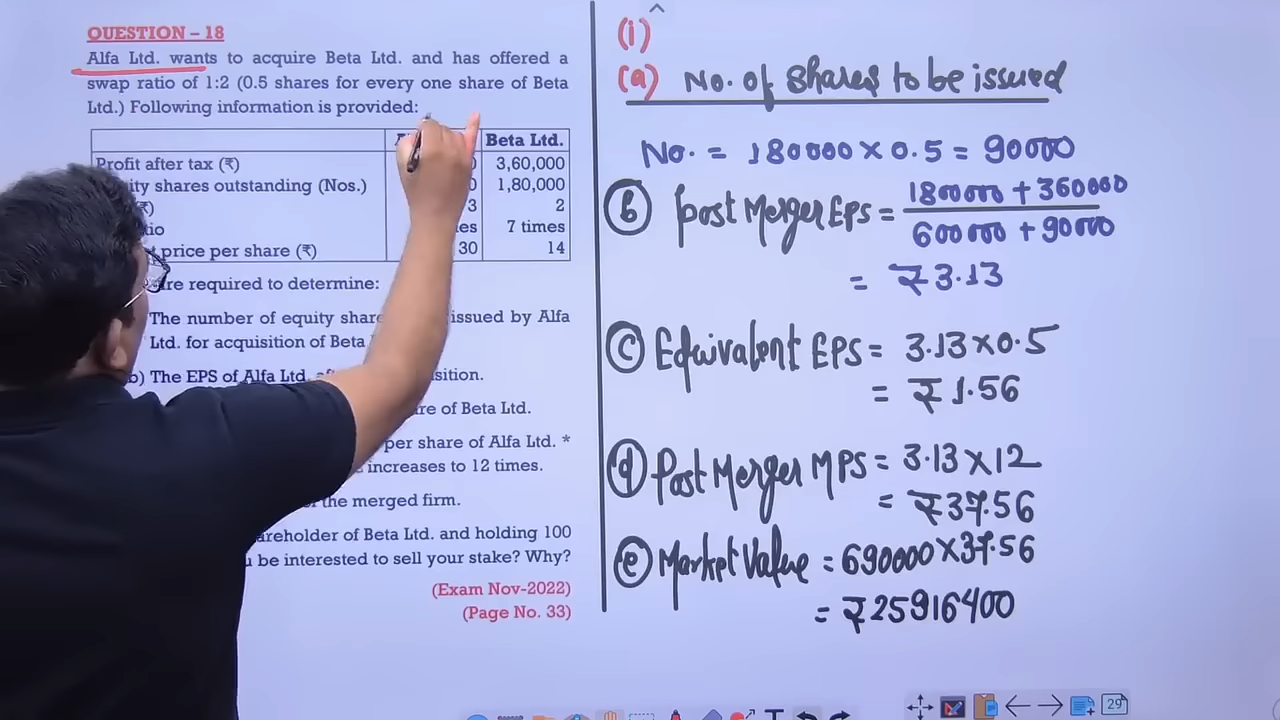 QUESTION – 18
Alfa Ltd. wants to acquire Beta Ltd. and has offered a
swap ratio of 1:2 (0.5 shares for every one share of Beta
Ltd.) Following information is provided:
Beta Ltd.
Profit after tax (₹) 3,60,000
shares outstanding (Nos.) 1,80,000
(₹) 3 2
7 times
price per share (₹) 30 14
are required to determine:
The number of equity issued by Alfa
Ltd. for acquisition of Beta
b) The EPS of Alfa Ltd.
of Beta Ltd.
per share of Alfa Ltd. *
increases to 12 times.
the merged firm.
of Beta Ltd. and holding 100
be interested to sell your stake? Why?
(Exam Nov-2022)
(Page No. 33)
(i)
(a) No. of shares to be issued
No. = 180000 × 0.5 = 90000
(b) Post Merger EPS = 1800000 + 360000
600000 + 90000
= ₹3.13
(c) Equivalent EPS = 3.13 × 0.5
= ₹1.56
(d) Post Merger MPS = 3.13 × 12
= ₹37.56
(e) Market Value = 690000 × 37.56
= ₹25916400
29